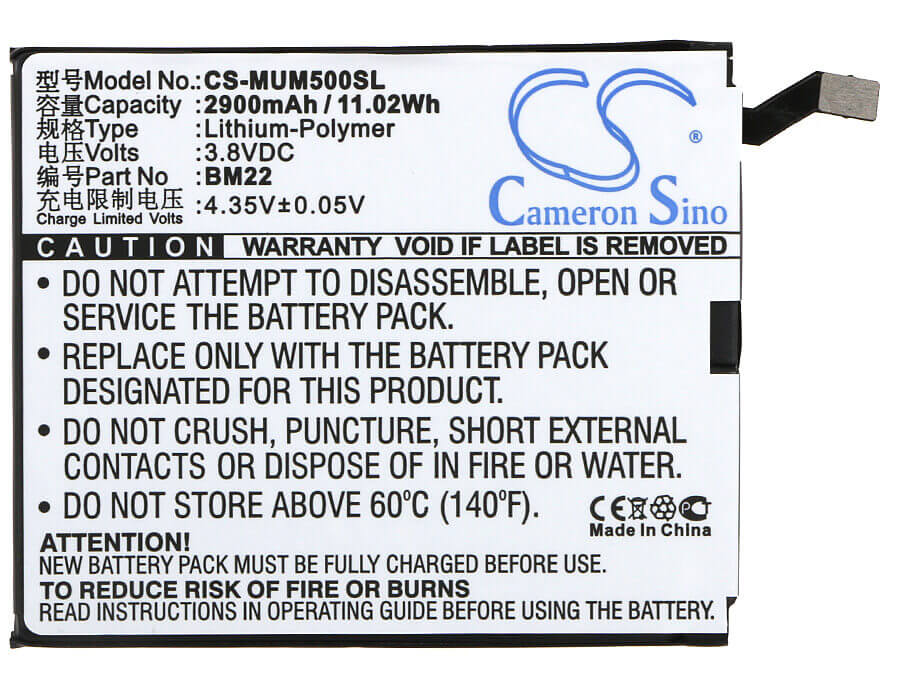 型号Model No.:CS-MUM500SL
容量Capacity :2900mAh / 11.02Wh
规格Type :Lithium-Polymer
电压Volts :3.8VDC
编号Part No :BM22
充电限制电压
Charge Limited Volts :4.35V±0.05V
CS
®
Cameron Sino
CAUTION WARRANTY VOID IF LABEL IS REMOVED
• DO NOT ATTEMPT TO DISASSEMBLE, OPEN OR
SERVICE THE BATTERY PACK.
• REPLACE ONLY WITH THE BATTERY PACK
DESIGNATED FOR THIS PRODUCT.
• DO NOT CRUSH, PUNCTURE, SHORT EXTERNAL
CONTACTS OR DISPOSE OF IN FIRE OR WATER.
• DO NOT STORE ABOVE 60°C (140°F).
CE
Made In China
ATTENTION!
NEW BATTERY PACK MUST BE FULLY CHARGED BEFORE USE
TO REDUCE RISK OF FIRE OR BURNS
READ THIS INSTRUCTION IN OPERATING GUIDE BEFORE USING THE BATTERY.